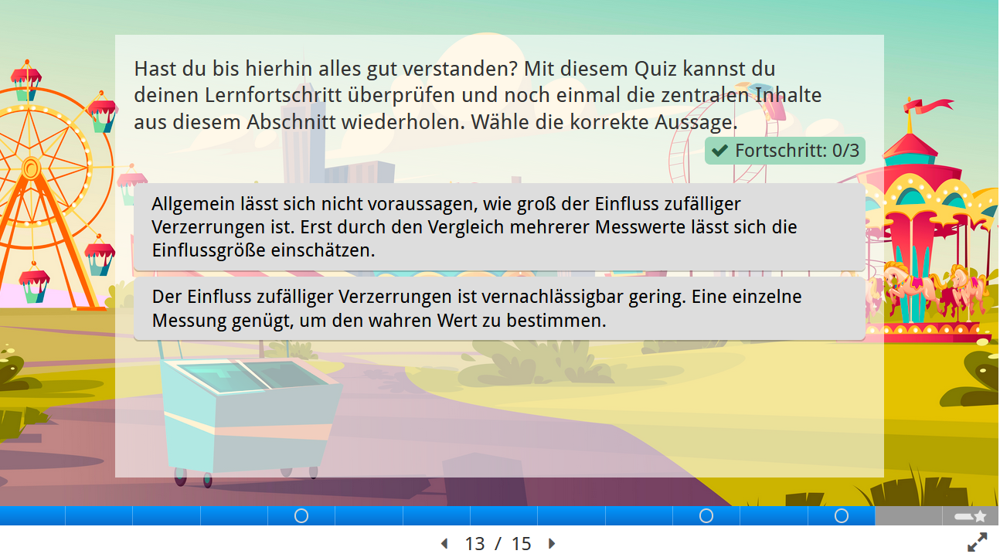 Hast du bis hierhin alles gut verstanden? Mit diesem Quiz kannst du
deinen Lernfortschritt überprüfen und noch einmal die zentralen Inhalte
aus diesem Abschnitt wiederholen. Wähle die korrekte Aussage.
Fortschritt: 0/3
Allgemein lässt sich nicht voraussagen, wie groß der Einfluss zufälliger
Verzerrungen ist. Erst durch den Vergleich mehrerer Messwerte lässt sich die
Einflussgröße einschätzen.
Der Einfluss zufälliger Verzerrungen ist vernachlässigbar gering. Eine einzelne
Messung genügt, um den wahren Wert zu bestimmen.
13 / 15